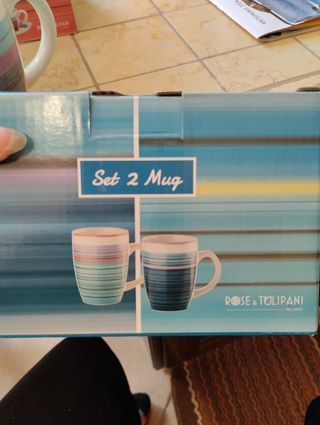 Set 2 Mug
ROSE & TULIPANI
MILANO